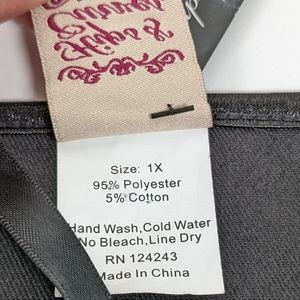 Hips &
Size: 1X
95% Polyester
5% Cotton
Hand Wash,Cold Water
No Bleach,Line Dry
RN 124243
Made In China